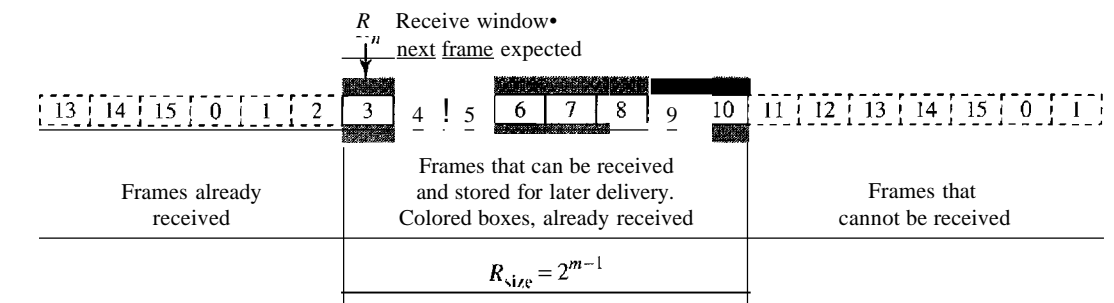 R Receive window•
n next frame expected
13 14 15 0 1 2 3 4 ! 5 6 7 8 9 10 11 12 13 14 15 0 1
Frames already
received
Frames that can be received
and stored for later delivery.
Colored boxes, already received
Frames that
cannot be received
Rsize = 2^m-1